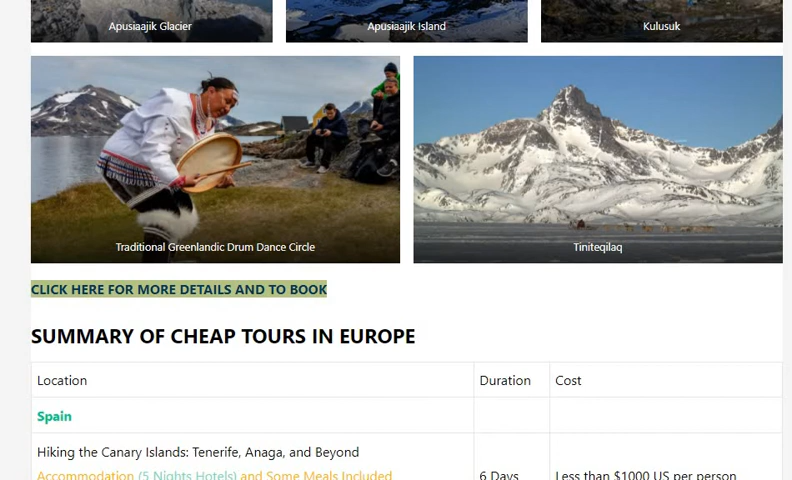 Apusiaajik Glacier
Apusiaajik Island
Kulusuk
Traditional Greenlandic Drum Dance Circle
Tiniteqilaq
CLICK HERE FOR MORE DETAILS AND TO BOOK
SUMMARY OF CHEAP TOURS IN EUROPE
Location Duration Cost
Spain
Hiking the Canary Islands: Tenerife, Anaga, and Beyond
Accommodation (5 Nights Hotels) and Some Meals Included
6 Days
Less than $1000 US per person